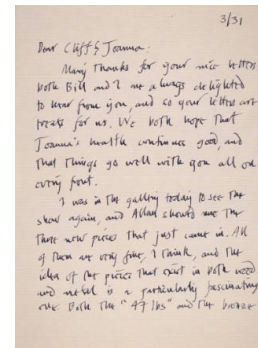 3/31
Dear Cliff & Joanna:
Many thanks for your nice letters
both Bill and I are always delighted
to hear from you, and so your letters are
treats for us. We both hope that
Joanna's health continues good, and
that things go well with you all on
every front.
I was in the gallery today to see the
show again, and Allan showed me the
three new pieces that just came in. All
of them are very fine, I think, and the
idea of the pieces that exist in both wood
and metal is a particularly fascinating
one. Both the "47 lbs" and the bronze